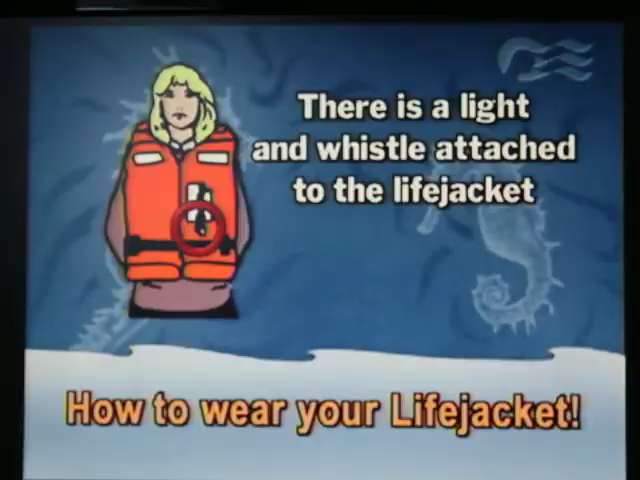 There is a light
and whistle attached
to the lifejacket
How to wear your Lifejacket!